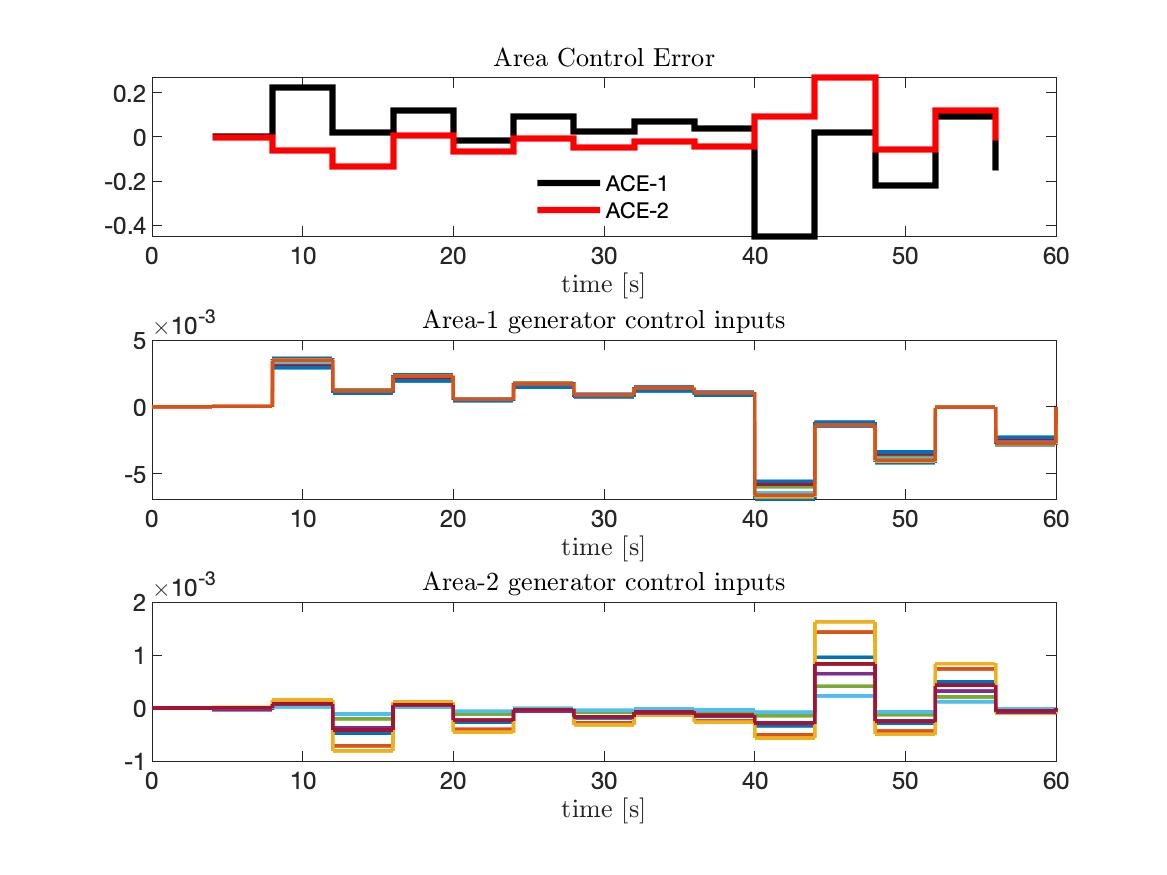 Area Control Error
0.2
0
-0.2
-0.4
ACE-1
ACE-2
0 10 20 30 40 50 60
time [s]
×10-3
Area-1 generator control inputs
5
0
-5
0 10 20 30 40 50 60
time [s]
×10-3
Area-2 generator control inputs
2
1
0
-1
0 10 20 30 40 50 60
time [s]